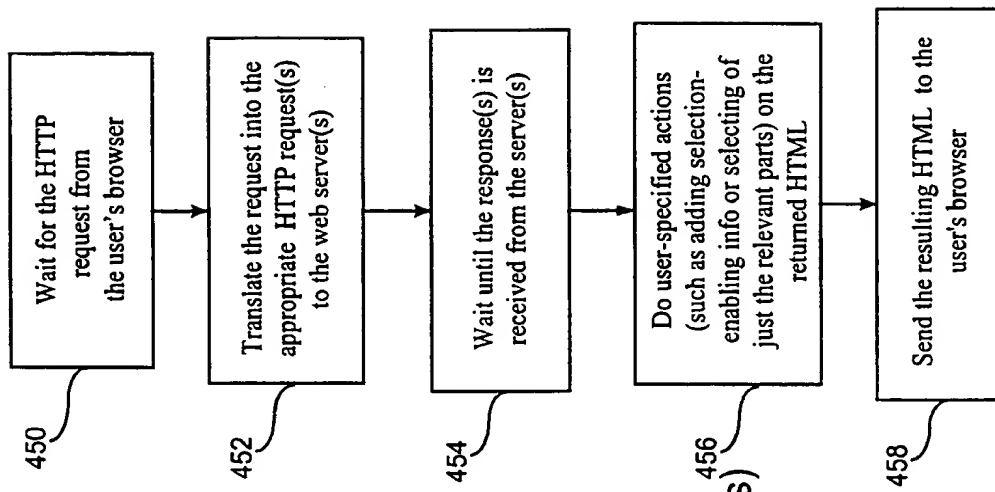 450
Wait for the HTTP
request from
the user's browser
452
Translate the request into the
appropriate HTTP request(s)
to the web server(s)
454
Wait until the response(s) is
received from the server(s)
456
Do user-specified actions
(such as adding selection-
enabling info or selecting of
just the relevant parts) on the
returned HTML
s)
458
Send the resulting HTML to the
user's browser